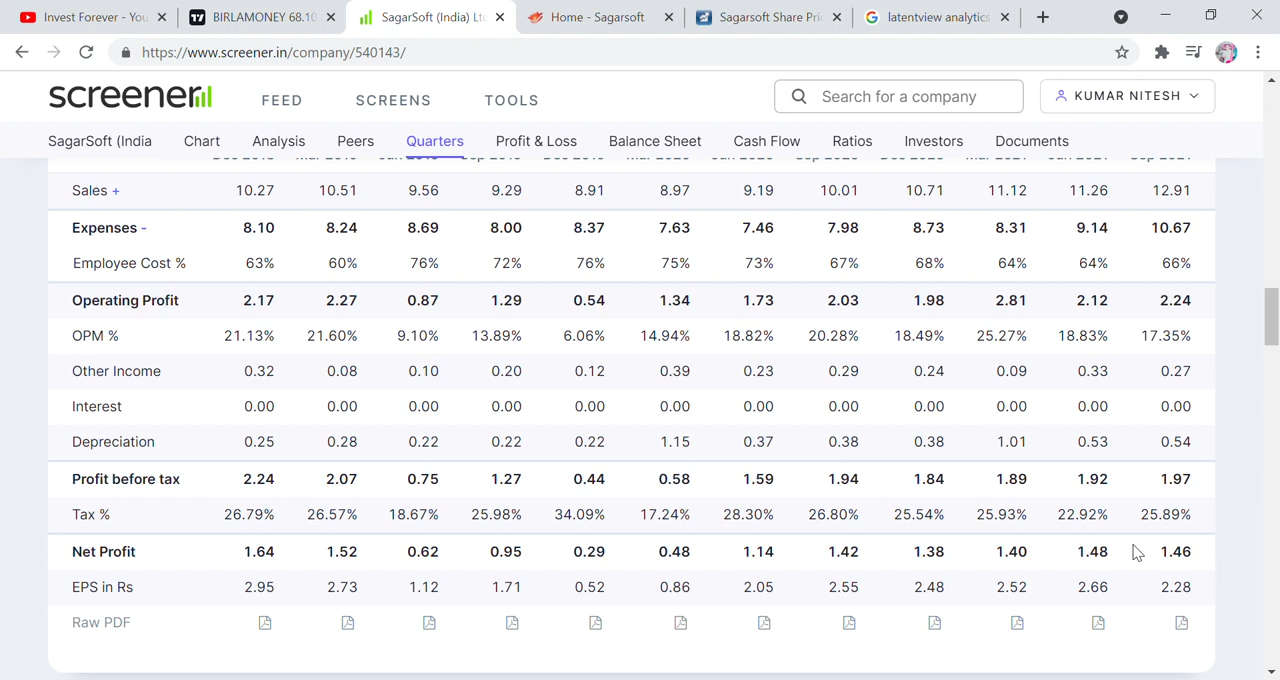 Invest Forever - You
BIRLAMONEY 68.10
SagarSoft (India) Lt
Home - Sagarsoft
Sagarsoft Share Pri
latentview analytics
https://www.screener.in/company/540143/
screener
FEED
SCREENS
TOOLS
Search for a company
KUMAR NITESH
SagarSoft (India
Chart
Analysis
Peers
Quarters
Profit & Loss
Balance Sheet
Cash Flow
Ratios
Investors
Documents
Sales + 10.27 10.51 9.56 9.29 8.91 8.97 9.19 10.01 10.71 11.12 11.26 12.91
Expenses - 8.10 8.24 8.69 8.00 8.37 7.63 7.46 7.98 8.73 8.31 9.14 10.67
Employee Cost % 63% 60% 76% 72% 76% 75% 73% 67% 68% 64% 64% 66%
Operating Profit 2.17 2.27 0.87 1.29 0.54 1.34 1.73 2.03 1.98 2.81 2.12 2.24
OPM % 21.13% 21.60% 9.10% 13.89% 6.06% 14.94% 18.82% 20.28% 18.49% 25.27% 18.83% 17.35%
Other Income 0.32 0.08 0.10 0.20 0.12 0.39 0.23 0.29 0.24 0.09 0.33 0.27
Interest 0.00 0.00 0.00 0.00 0.00 0.00 0.00 0.00 0.00 0.00 0.00 0.00
Depreciation 0.25 0.28 0.22 0.22 0.22 1.15 0.37 0.38 0.38 1.01 0.53 0.54
Profit before tax 2.24 2.07 0.75 1.27 0.44 0.58 1.59 1.94 1.84 1.89 1.92 1.97
Tax % 26.79% 26.57% 18.67% 25.98% 34.09% 17.24% 28.30% 26.80% 25.54% 25.93% 22.92% 25.89%
Net Profit 1.64 1.52 0.62 0.95 0.29 0.48 1.14 1.42 1.38 1.40 1.48 1.46
EPS in Rs 2.95 2.73 1.12 1.71 0.52 0.86 2.05 2.55 2.48 2.52 2.66 2.28
Raw PDF